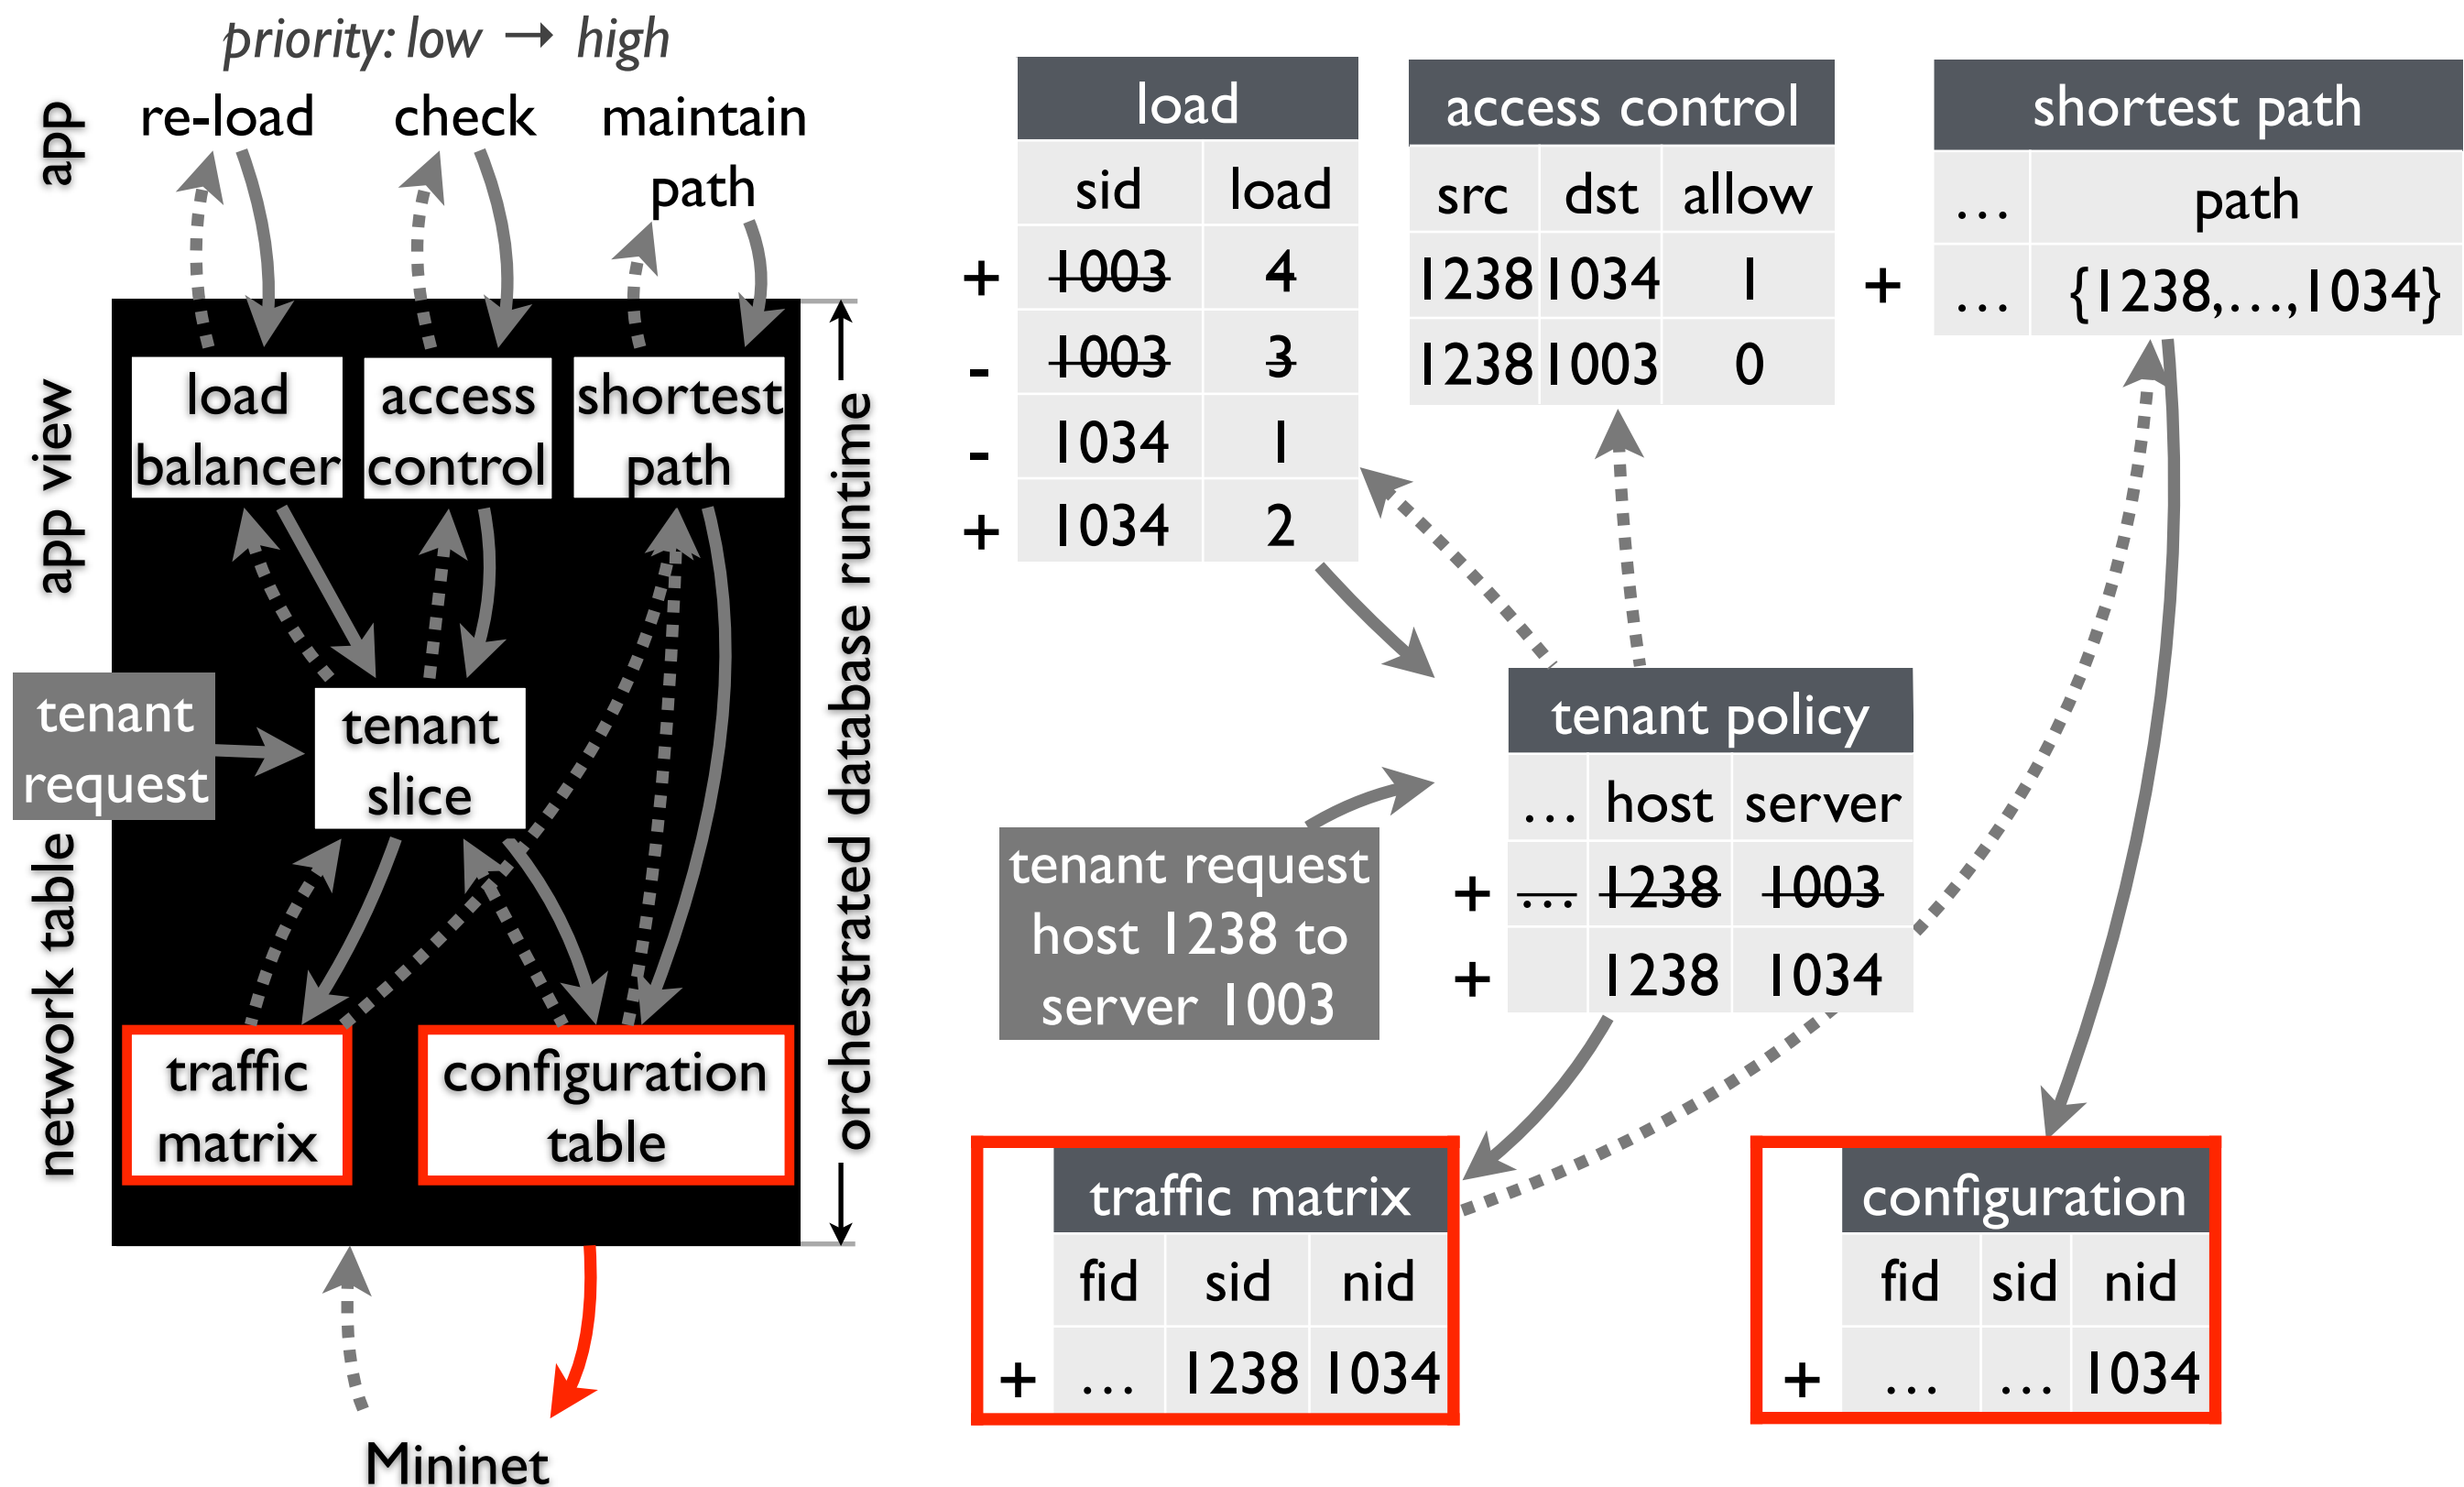 priority: low → high
app
re-load
check
maintain
path
app view
load
balancer
access
control
shortest
path
tenant
request
tenant
slice
network table
traffic
matrix
configuration
table
orchestrated database runtime
Mininet
load
sid load
+ 1003 4
- 1003 3
- 1034 1
+ 1034 2
access control
src dst allow
1238 1034 1
1238 1003 0
shortest path
... path
+ ... {1238,...,1034}
tenant request
host 1238 to
server 1003
tenant policy
... host server
+ ... 1238 1003
+ 1238 1034
traffic matrix
fid sid nid
+ ... 1238 1034
configuration
fid sid nid
+ ... ... 1034